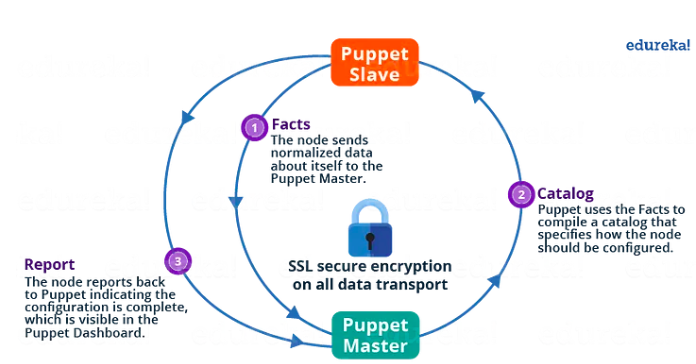 edureka!
Puppet
Slave
1
Facts
The node sends
normalized data
about itself to the
Puppet Master.
2
Catalog
Puppet uses the Facts to
compile a catalog that
specifies how the node
should be configured.
SSL secure encryption
on all data transport
3
Report
The node reports back
to Puppet indicating the
configuration is complete,
which is visible in the
Puppet Dashboard.
Puppet
Master